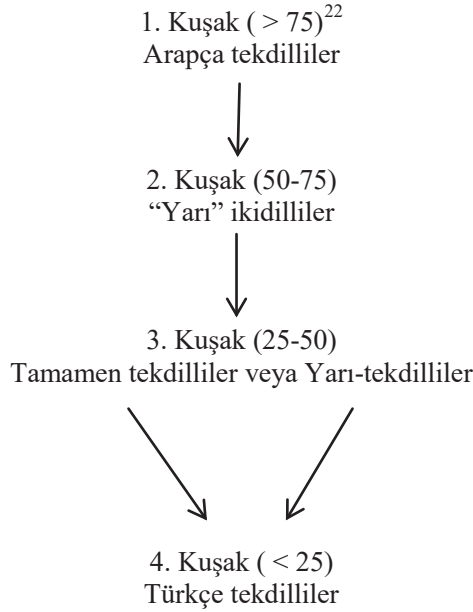 1. Kuşak ( > 75)22
Arapça tekdilliler
2. Kuşak (50-75)
“Yarı” ikidilliler
3. Kuşak (25-50)
Tamamen tekdilliler veya Yarı-tekdilliler
4. Kuşak ( < 25)
Türkçe tekdilliler